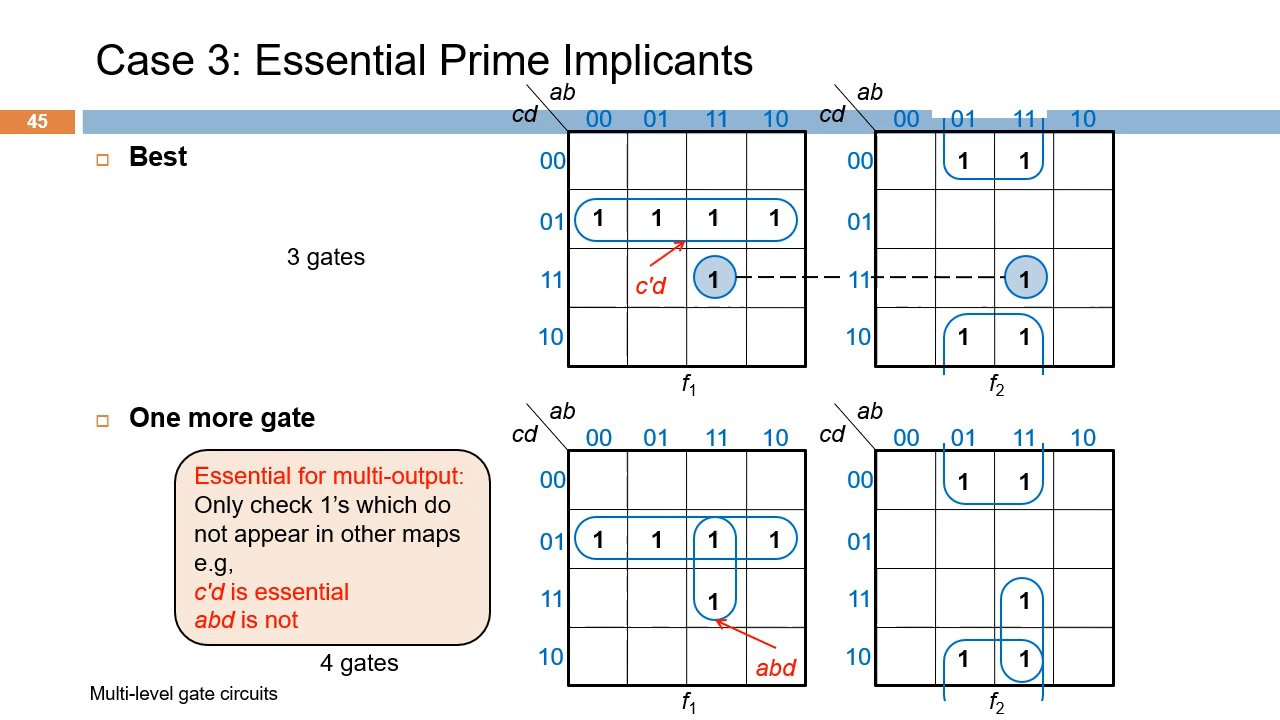 Case 3: Essential Prime Implicants
45
Best
3 gates
ab
cd
00 01 11 10
00
01 1 1 1 1
11 1
10
c'd
f1
ab
cd
00 01 11 10
00 1 1
01
11 1
10 1 1
f2
One more gate
Essential for multi-output:
Only check 1’s which do
not appear in other maps
e.g,
c'd is essential
abd is not
4 gates
ab
cd
00 01 11 10
00
01 1 1 1 1
11 1
10
abd
f1
ab
cd
00 01 11 10
00 1 1
01
11 1
10 1 1
f2
Multi-level gate circuits